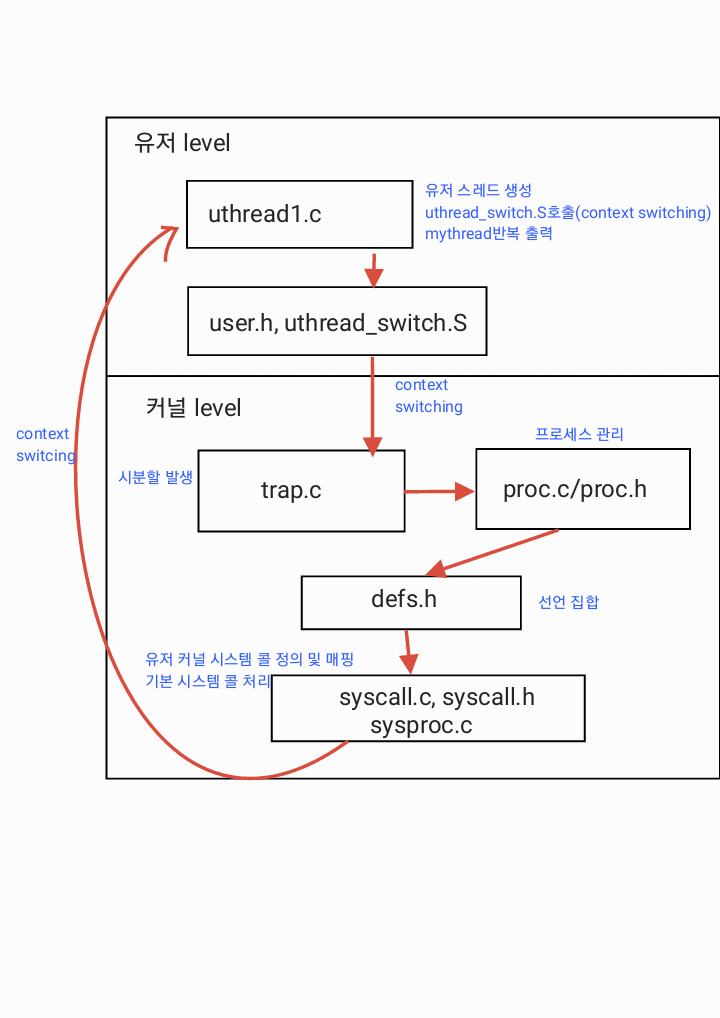 유저 level
uthread1.c
유저 스레드 생성
uthread_switch.S호출(context switching)
mythread반복 출력
user.h, uthread_switch.S
커널 level
context
switching
context
switcing
시분할 발생
trap.c
프로세스 관리
proc.c/proc.h
defs.h
선언 집합
유저 커널 시스템 콜 정의 및 매핑
기본 시스템 콜 처리
syscall.c, syscall.h
sysproc.c